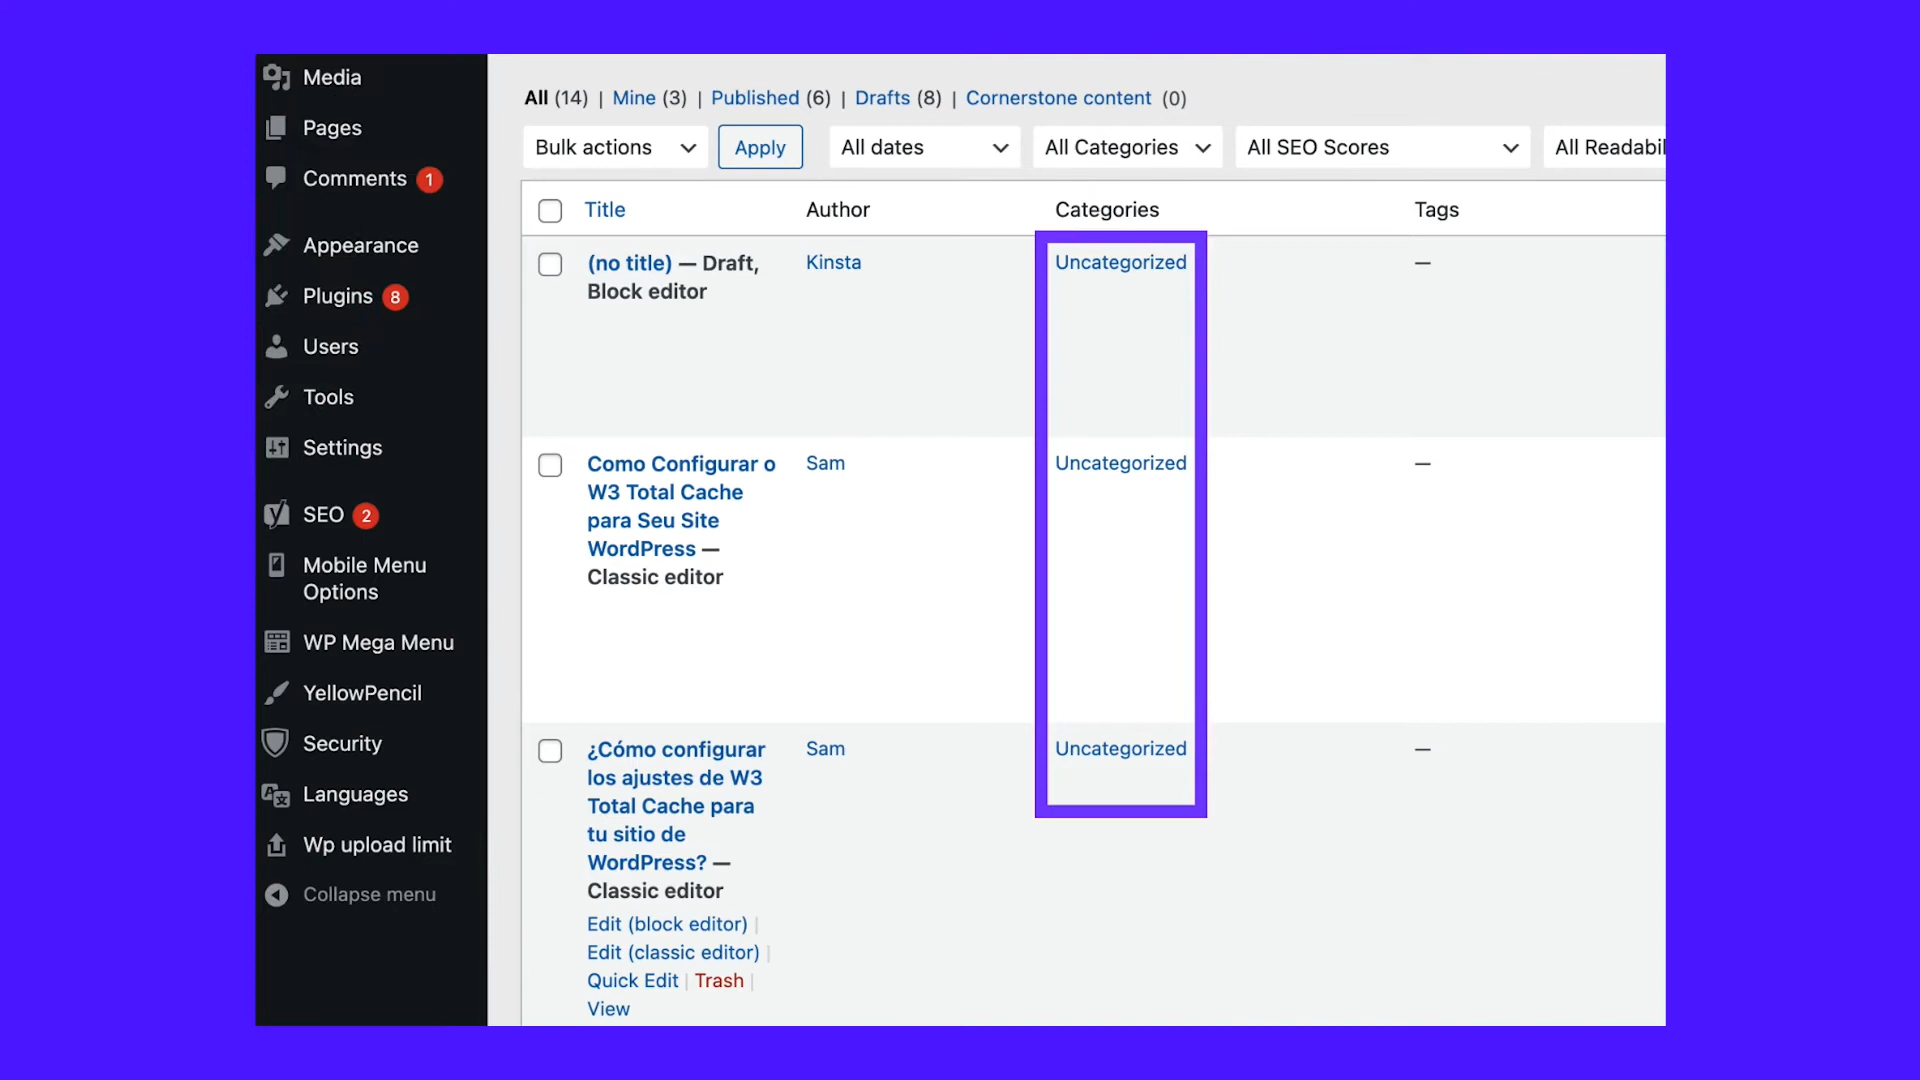 Media
Pages
Comments 1
Appearance
Plugins 8
Users
Tools
Settings
SEO 2
Mobile Menu
Options
WP Mega Menu
YellowPencil
Security
Languages
Wp upload limit
Collapse menu
All (14) | Mine (3) | Published (6) | Drafts (8) | Cornerstone content (0)
Bulk actions Apply All dates All Categories All SEO Scores All Readabil
Title Author Categories Tags
(no title) — Draft, Kinsta Uncategorized —
Block editor
Como Configurar o Sam Uncategorized —
W3 Total Cache
para Seu Site
WordPress —
Classic editor
¿Cómo configurar Sam Uncategorized —
los ajustes de W3
Total Cache para
tu sitio de
WordPress? —
Classic editor
Edit (block editor) |
Edit (classic editor) |
Quick Edit | Trash |
View